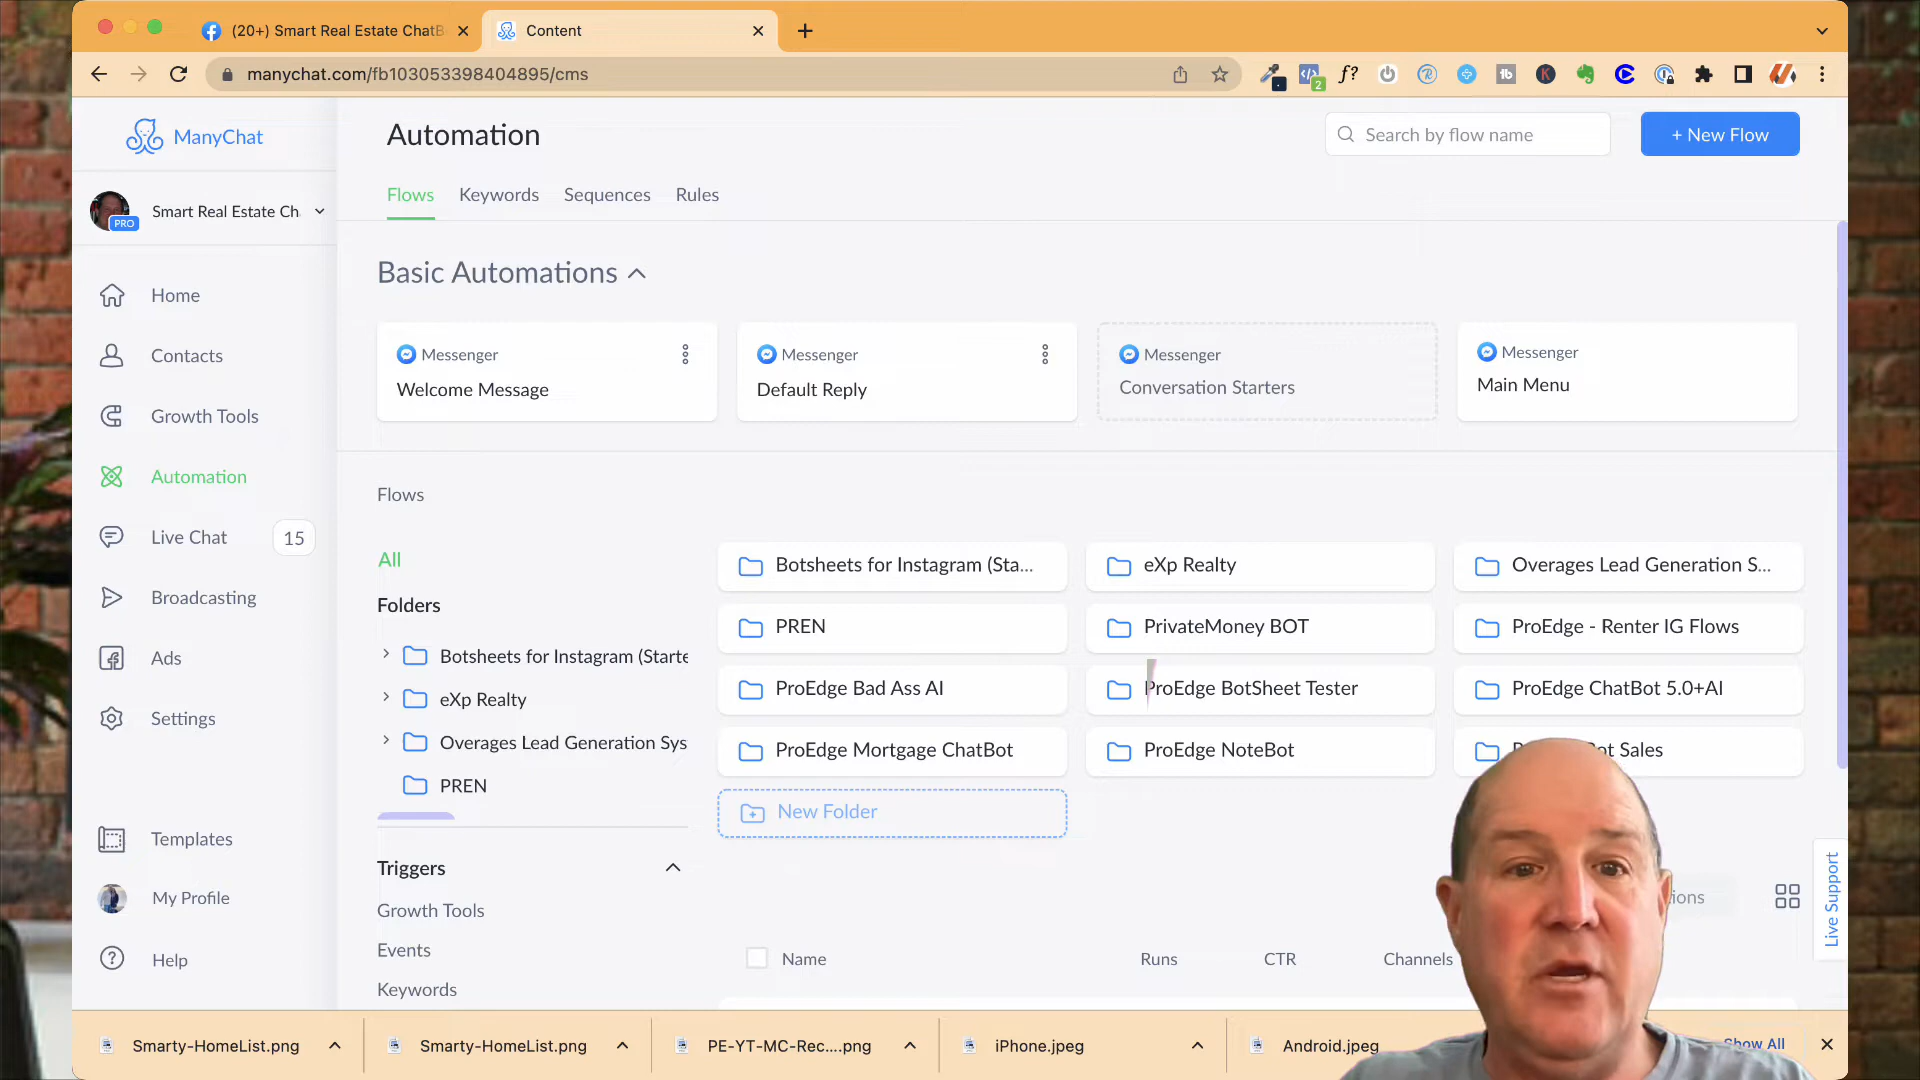 (20+) Smart Real Estate ChatB
Content
manychat.com/fb103053398404895/cms
2
f?
tb
K
ManyChat
Automation
Search by flow name
+ New Flow
PRO
Smart Real Estate Ch
Flows
Keywords
Sequences
Rules
Basic Automations
Home
Contacts
Growth Tools
Automation
Live Chat
15
Broadcasting
Ads
Settings
Templates
My Profile
Help
Messenger
Welcome Message
Messenger
Default Reply
Messenger
Conversation Starters
Messenger
Main Menu
Flows
All
Folders
Botsheets for Instagram (Starte
eXp Realty
Overages Lead Generation Sys
PREN
Triggers
Growth Tools
Events
Keywords
Botsheets for Instagram (Sta...
eXp Realty
Overages Lead Generation S...
PREN
PrivateMoney BOT
ProEdge - Renter IG Flows
ProEdge Bad Ass AI
ProEdge BotSheet Tester
ProEdge ChatBot 5.0+AI
ProEdge Mortgage ChatBot
ProEdge NoteBot
Sales
New Folder
Live Support
Name
Runs
CTR
Channels
Smarty-HomeList.png
Smarty-HomeList.png
PE-YT-MC-Rec....png
iPhone.jpeg
Android.jpeg
Show All